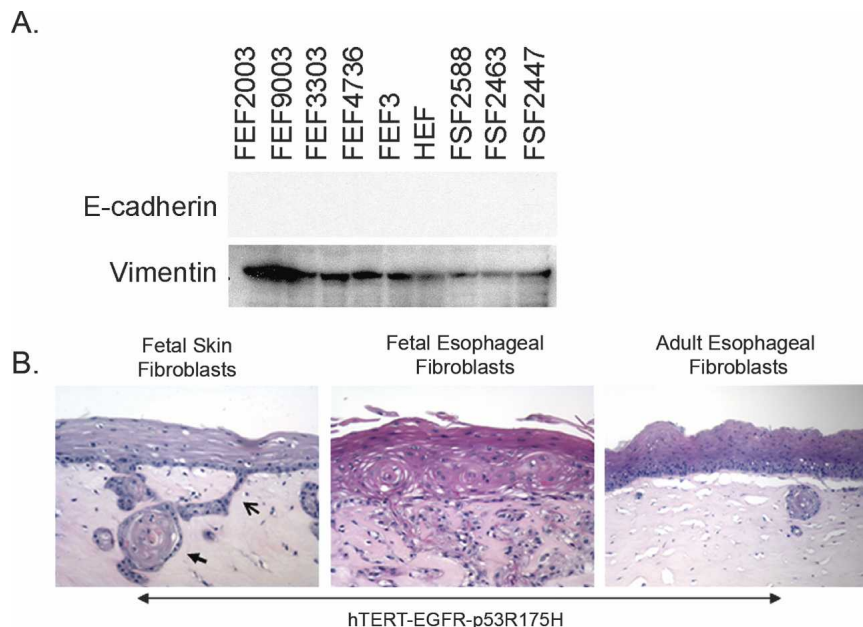 A.
FEF2003
FEF9003
FEF3303
FEF4736
FEF3
HEF
FSF2588
FSF2463
FSF2447
E-cadherin
Vimentin
B.
Fetal Skin
Fibroblasts
Fetal Esophageal
Fibroblasts
Adult Esophageal
Fibroblasts
hTERT-EGFR-p53R175H